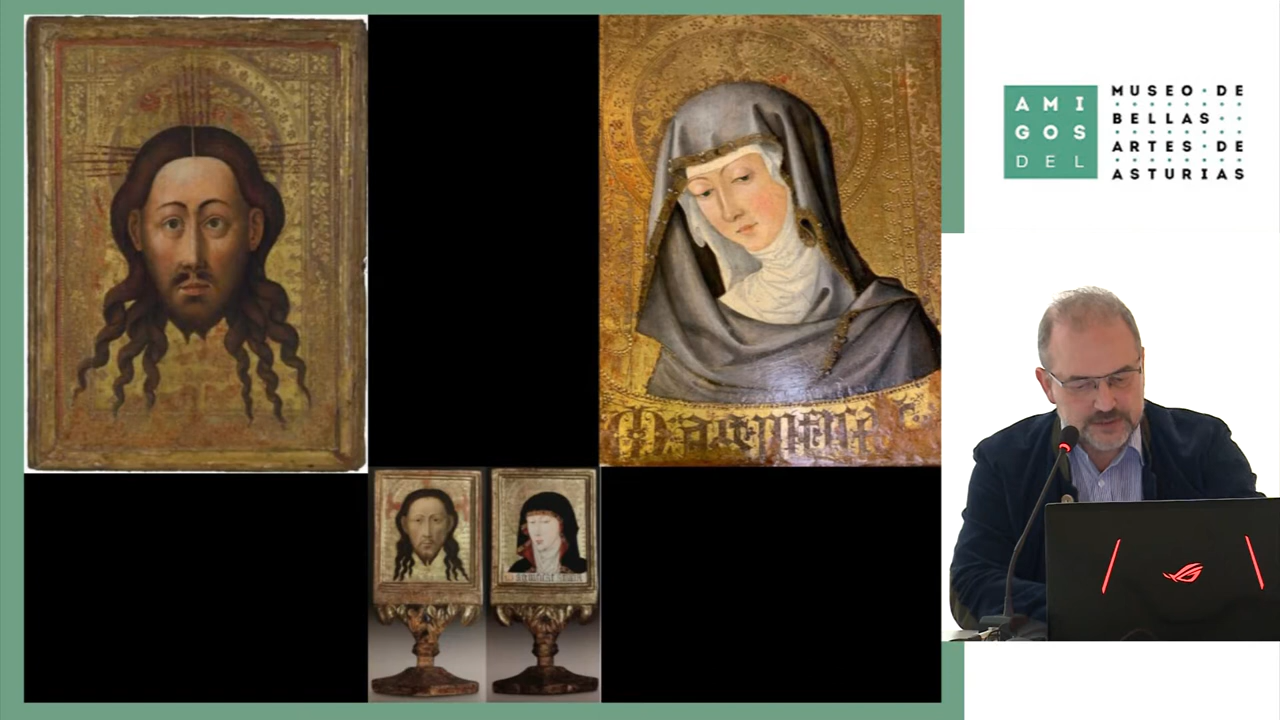 AMI
GOS
DEL
MUSEO DE
BELLAS
ARTES DE
ASTURIAS